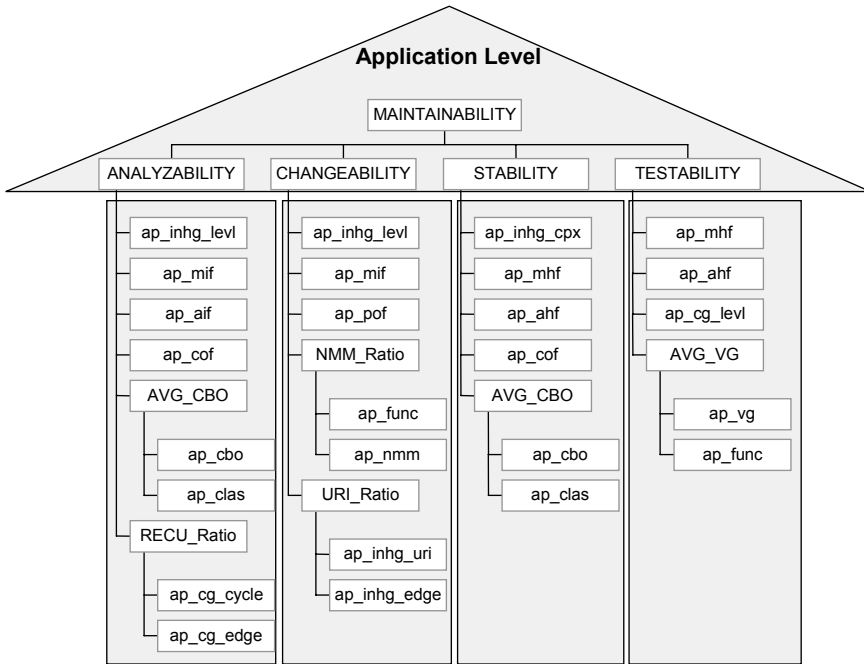 Application Level
MAINTAINABILITY
ANALYZABILITY
CHANGEABILITY
STABILITY
TESTABILITY
ap_inhg_levl
ap_mif
ap_aif
ap_cof
AVG_CBO
ap_cbo
ap_clas
RECU_Ratio
ap_cg_cycle
ap_cg_edge
ap_inhg_levl
ap_mif
ap_pof
NMM_Ratio
ap_func
ap_nmm
URI_Ratio
ap_inhg_uri
ap_inhg_edge
ap_inhg_cpx
ap_mhf
ap_ahf
ap_cof
AVG_CBO
ap_cbo
ap_clas
ap_mhf
ap_ahf
ap_cg_levl
AVG_VG
ap_vg
ap_func